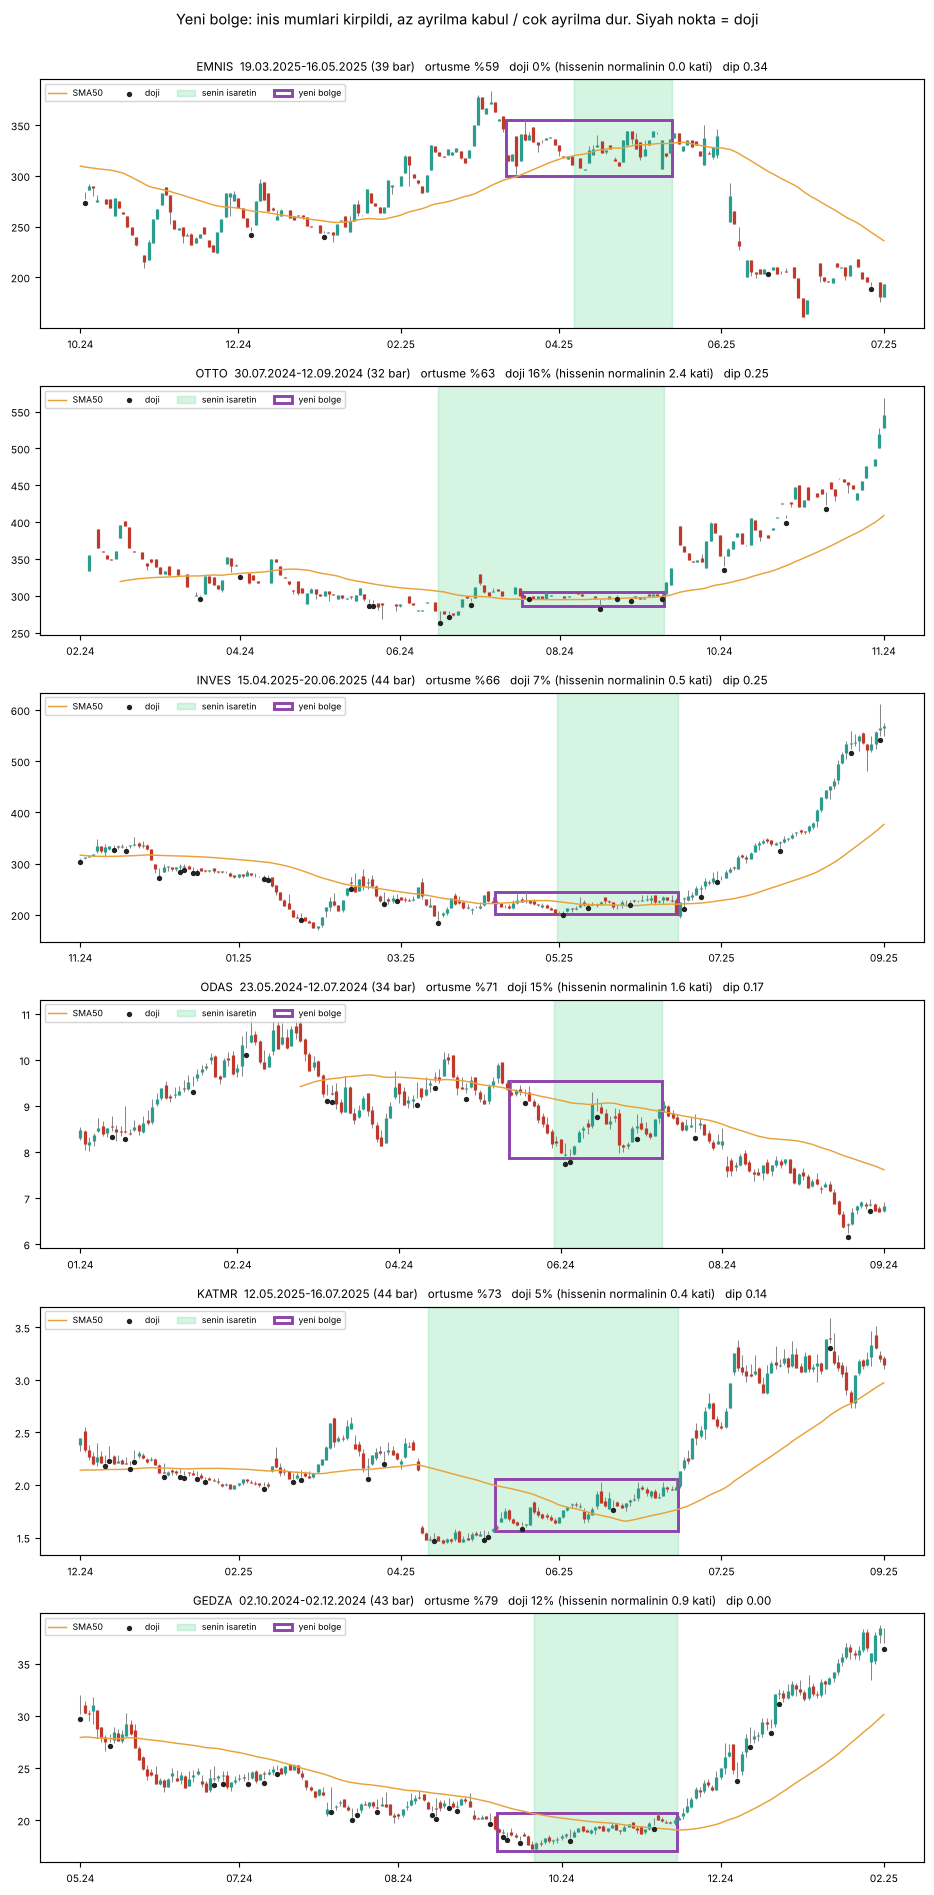 Yeni bolge: inis mumlari kirpildi, az ayrilma kabul / cok ayrilma dur. Siyah nokta = doji
EMNIS 19.03.2025-16.05.2025 (39 bar) ortusme %59 doji 0% (hissenin normalinin 0.0 kati) dip 0.34
SMA50 doji senin isaretin yeni bolge
350
300
250
200
10.24 12.24 02.25 04.25 06.25 07.25
OTTO 30.07.2024-12.09.2024 (32 bar) ortusme %63 doji 16% (hissenin normalinin 2.4 kati) dip 0.25
SMA50 doji senin isaretin yeni bolge
550
500
450
400
350
300
250
02.24 04.24 06.24 08.24 10.24 11.24
INVES 15.04.2025-20.06.2025 (44 bar) ortusme %66 doji 7% (hissenin normalinin 0.5 kati) dip 0.25
SMA50 doji senin isaretin yeni bolge
600
500
400
300
200
11.24 01.25 03.25 05.25 07.25 09.25
ODAS 23.05.2024-12.07.2024 (34 bar) ortusme %71 doji 15% (hissenin normalinin 1.6 kati) dip 0.17
SMA50 doji senin isaretin yeni bolge
11
10
9
8
7
6
01.24 02.24 04.24 06.24 08.24 09.24
KATMR 12.05.2025-16.07.2025 (44 bar) ortusme %73 doji 5% (hissenin normalinin 0.4 kati) dip 0.14
SMA50 doji senin isaretin yeni bolge
3.5
3.0
2.5
2.0
1.5
12.24 02.25 04.25 06.25 07.25 09.25
GEDZA 02.10.2024-02.12.2024 (43 bar) ortusme %79 doji 12% (hissenin normalinin 0.9 kati) dip 0.00
SMA50 doji senin isaretin yeni bolge
35
30
25
20
05.24 07.24 08.24 10.24 12.24 02.25